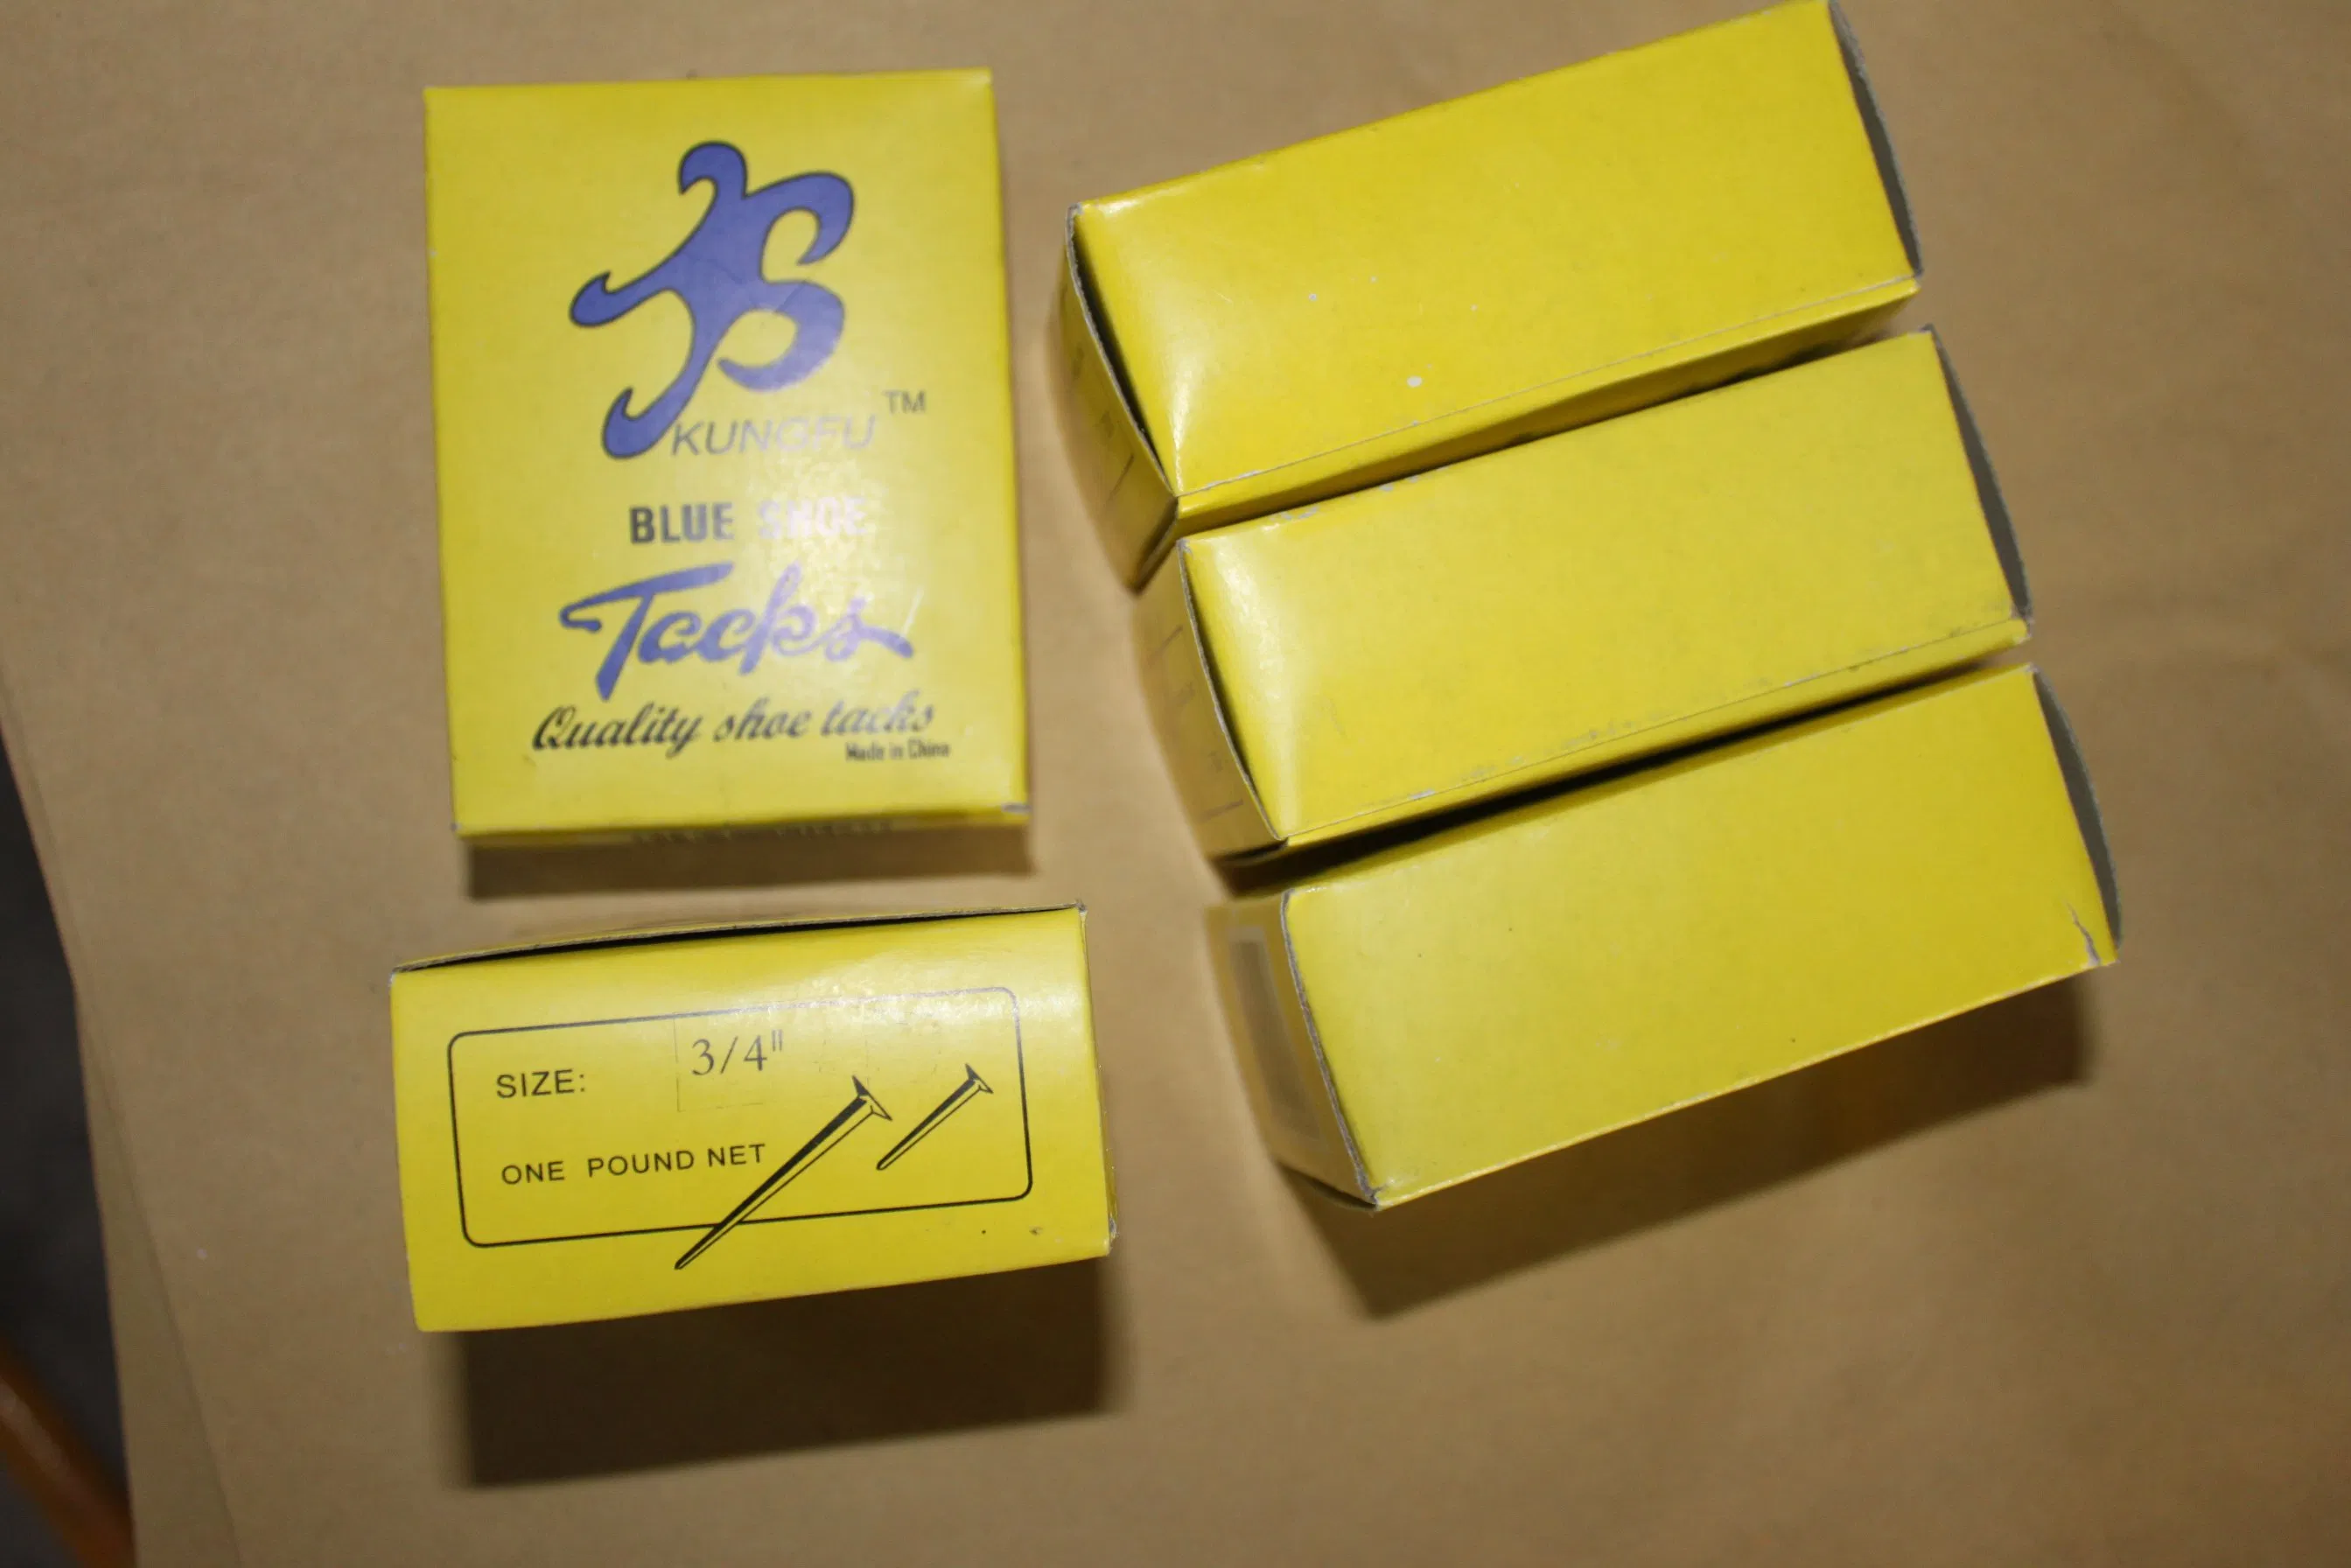 KUNGFU TM
BLUE SHOE
Tacks
Quality shoe tacks
Made in China
SIZE: 3/4"
ONE POUND NET